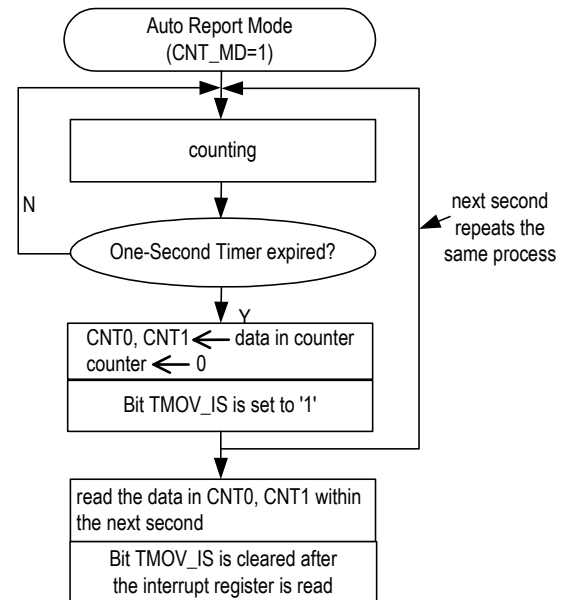 Auto Report Mode
(CNT_MD=1)
counting
N
next second
repeats the
same process
One-Second Timer expired?
Y
CNT0, CNT1 ← data in counter
counter ← 0
Bit TMOV_IS is set to '1'
read the data in CNT0, CNT1 within
the next second
Bit TMOV_IS is cleared after
the interrupt register is read